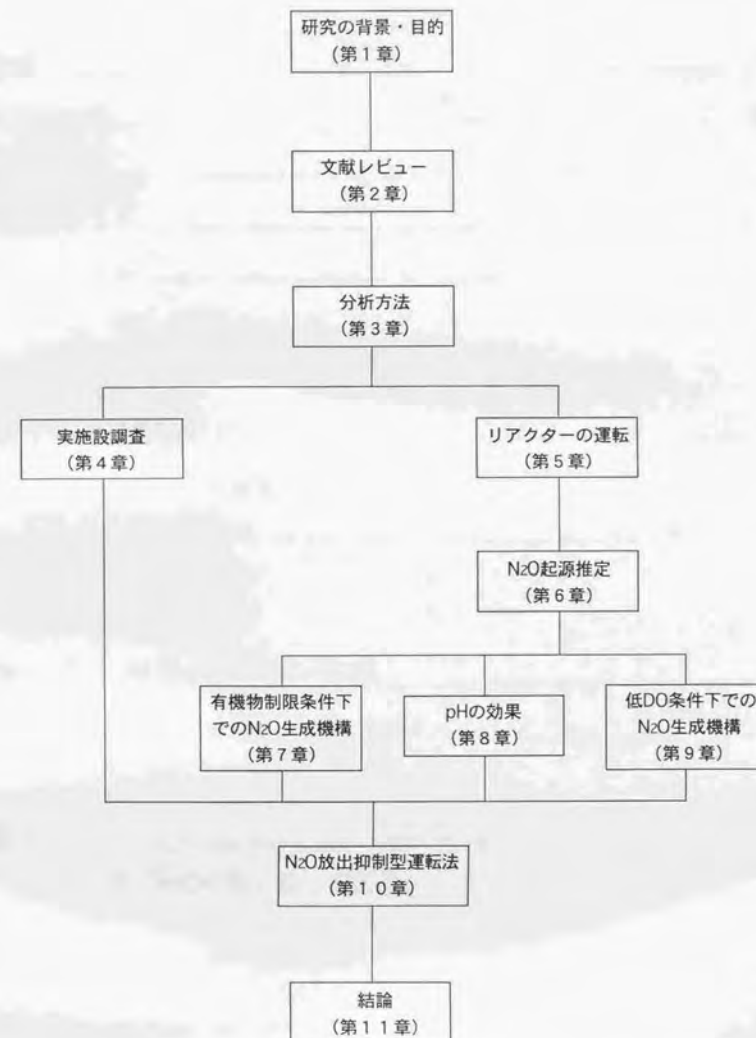 研究の背景・目的
(第1章)
文献レビュー
(第2章)
分析方法
(第3章)
実施設調査
(第4章)
リアクターの運転
(第5章)
N2O起源推定
(第6章)
有機物制限条件下
でのN2O生成機構
(第7章)
pHの効果
(第8章)
低DO条件下での
N2O生成機構
(第9章)
N2O放出抑制型運転法
(第10章)
結論
(第11章)